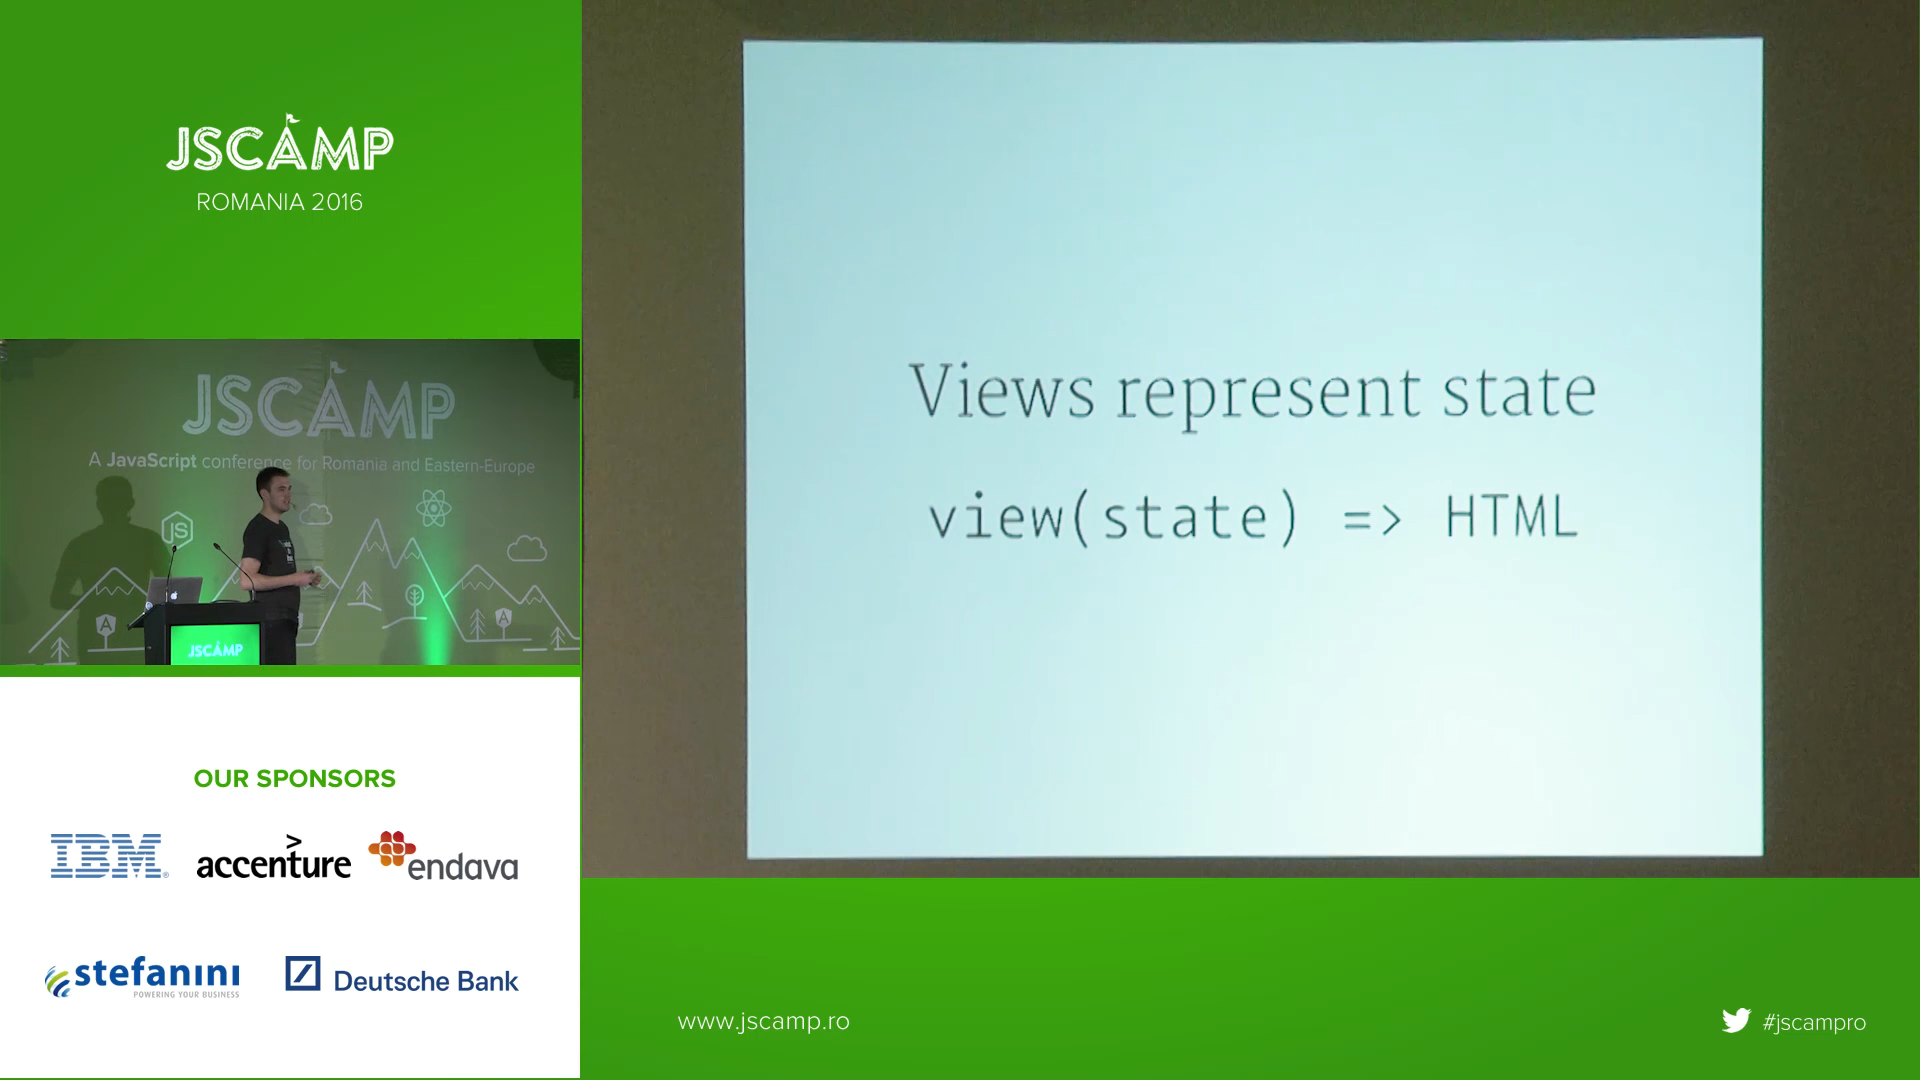 JSCAMP
ROMANIA 2016
JSCAMP
A JavaScript conference for Romania and Eastern-Europe
JS
A
A
JSCAMP
OUR SPONSORS
IBM®
accenture
endava
stefanini
POWERING YOUR BUSINESS
Deutsche Bank
Views represent state
view(state) => HTML
www.jscamp.ro
#jscampro